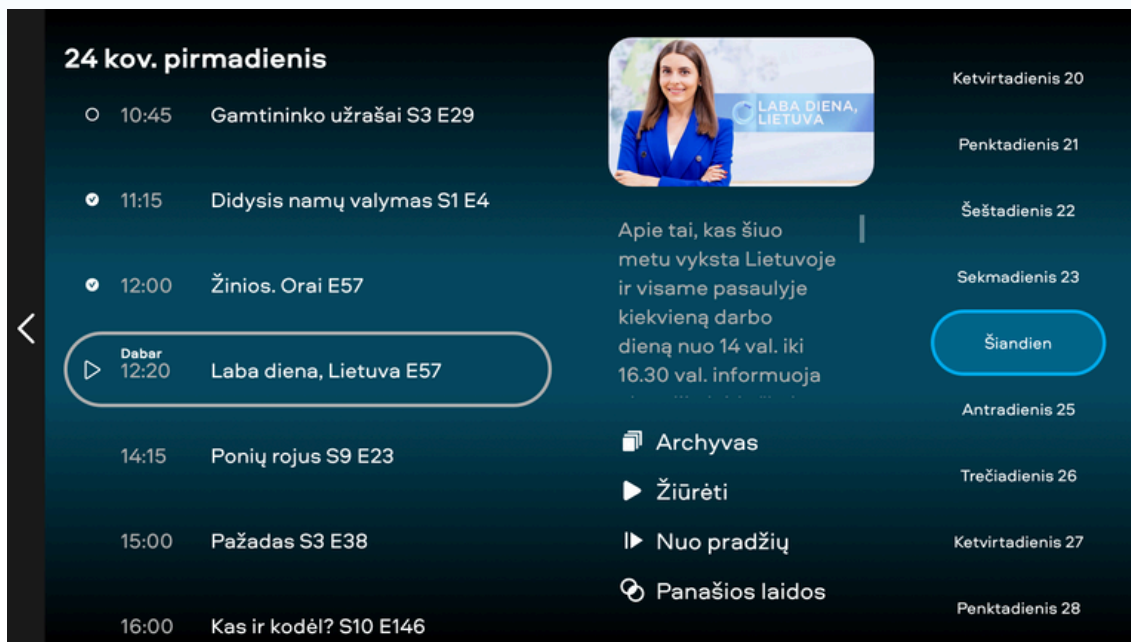 24 kov. pirmadienis
10:45 Gamtininko užrašai S3 E29
11:15 Didysis namų valymas S1 E4
12:00 Žinios. Orai E57
Dabar
12:20 Laba diena, Lietuva E57
14:15 Ponių rojus S9 E23
15:00 Pažadas S3 E38
16:00 Kas ir kodėl? S10 E146
LABA DIENA,
LIETUVA
Apie tai, kas šiuo
metu vyksta Lietuvoje
ir visame pasaulyje
kiekvieną darbo
dieną nuo 14 val. iki
16.30 val. informuoja
Archyvas
Žiūrėti
Nuo pradžių
Panašios laidos
Ketvirtadienis 20
Penktadienis 21
Šeštadienis 22
Sekmadienis 23
Šiandien
Antradienis 25
Trečiadienis 26
Ketvirtadienis 27
Penktadienis 28